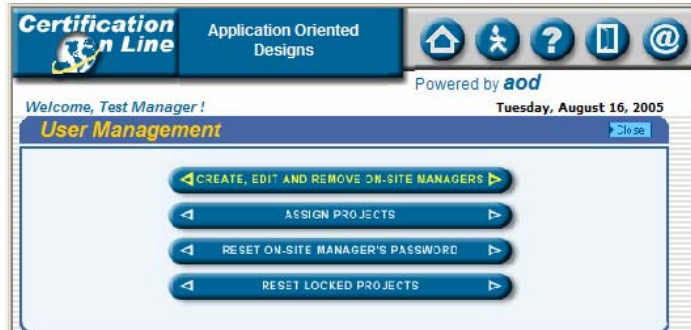 Certification
On Line
Application Oriented
Designs
Powered by aod
Welcome, Test Manager!
Tuesday, August 16, 2005
User Management
Close
CREATE, EDIT AND REMOVE ON-SITE MANAGERS
ASSIGN PROJECTS
RESET ON-SITE MANAGER'S PASSWORD
RESET LOCKED PROJECTS